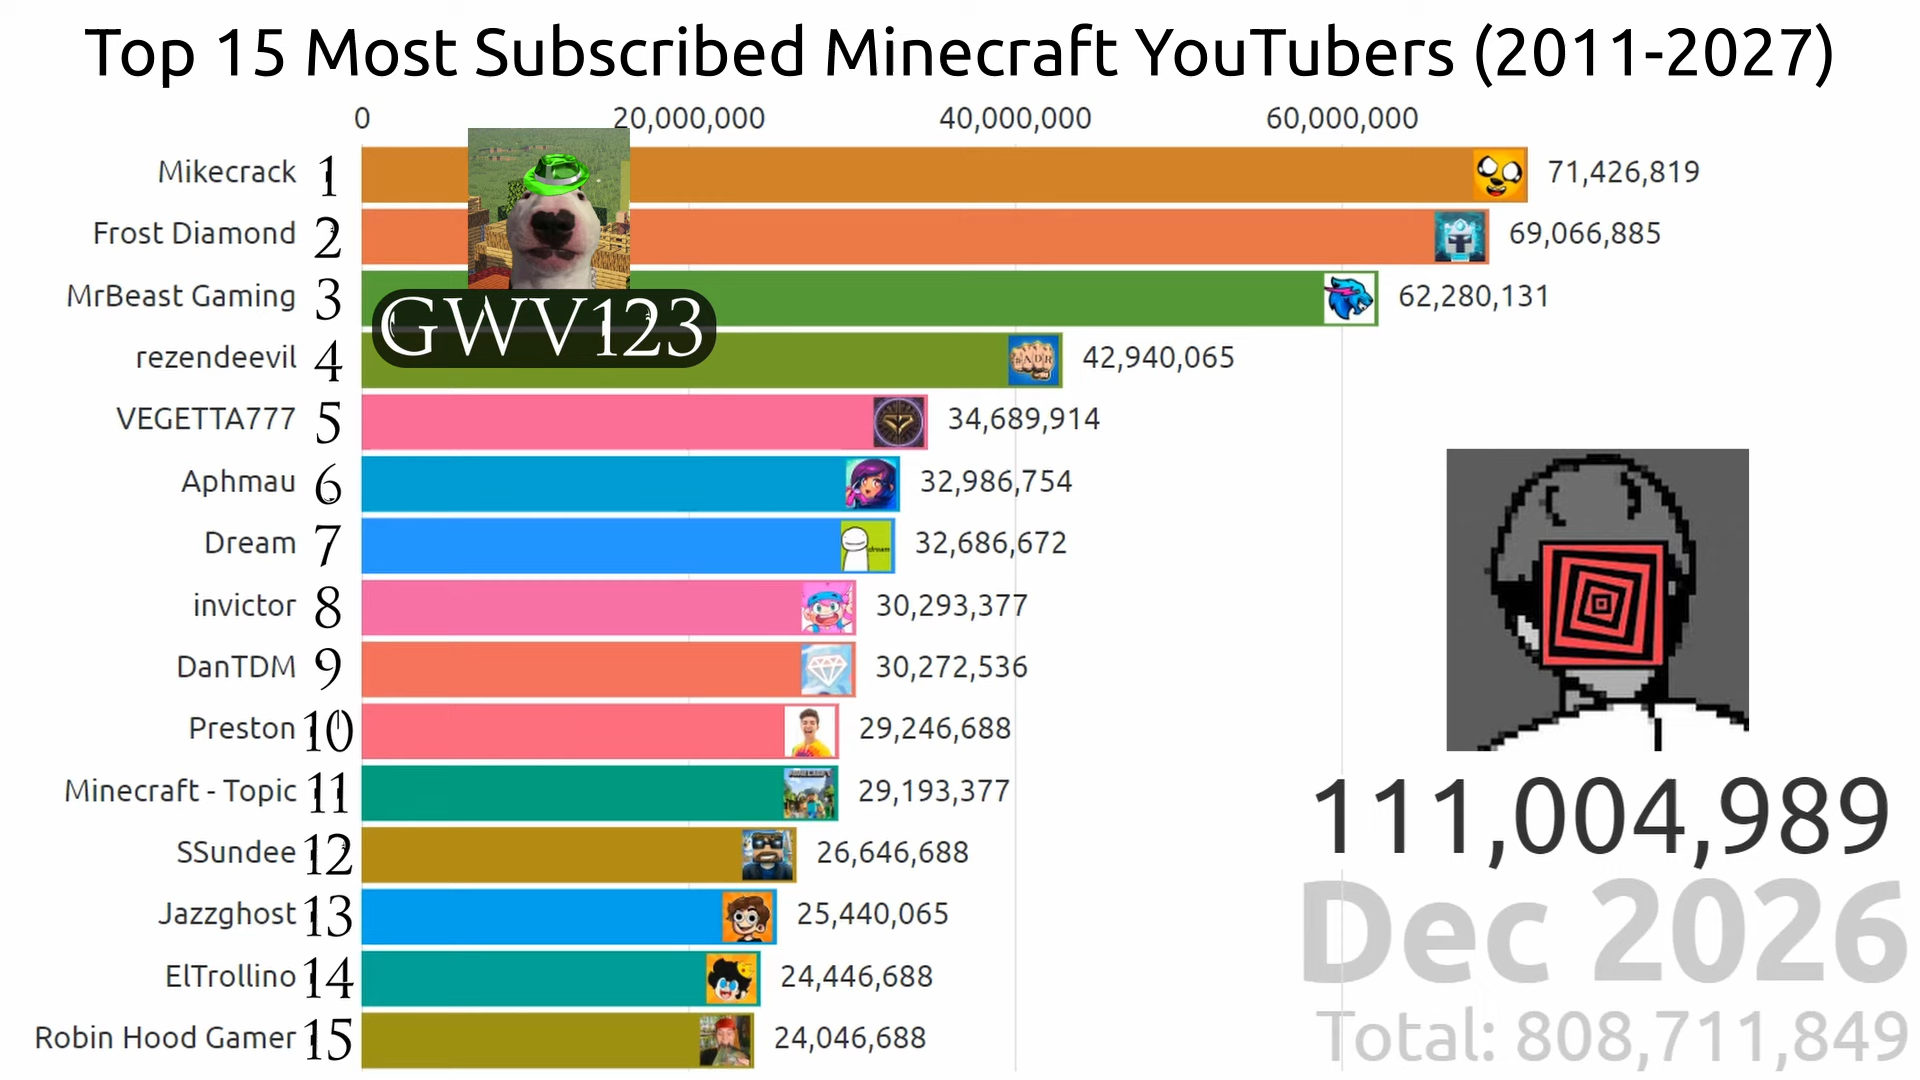 Top 15 Most Subscribed Minecraft YouTubers (2011-2027)
0 20,000,000 40,000,000 60,000,000
Mikecrack 1 71,426,819
Frost Diamond 2 69,066,885
MrBeast Gaming 3 62,280,131
GWV123
rezendeevil 4 ADR 42,940,065
VEGETTA777 5 34,689,914
Aphmau 6 32,986,754
Dream 7 dream 32,686,672
invictor 8 30,293,377
DanTDM 9 30,272,536
Preston 10 29,246,688
Minecraft - Topic 11 MINECRAFT 29,193,377
SSundee 12 26,646,688
Jazzghost 13 25,440,065
ElTrollino 14 24,446,688
Robin Hood Gamer 15 24,046,688
111,004,989
Dec 2026
Total: 808,711,849